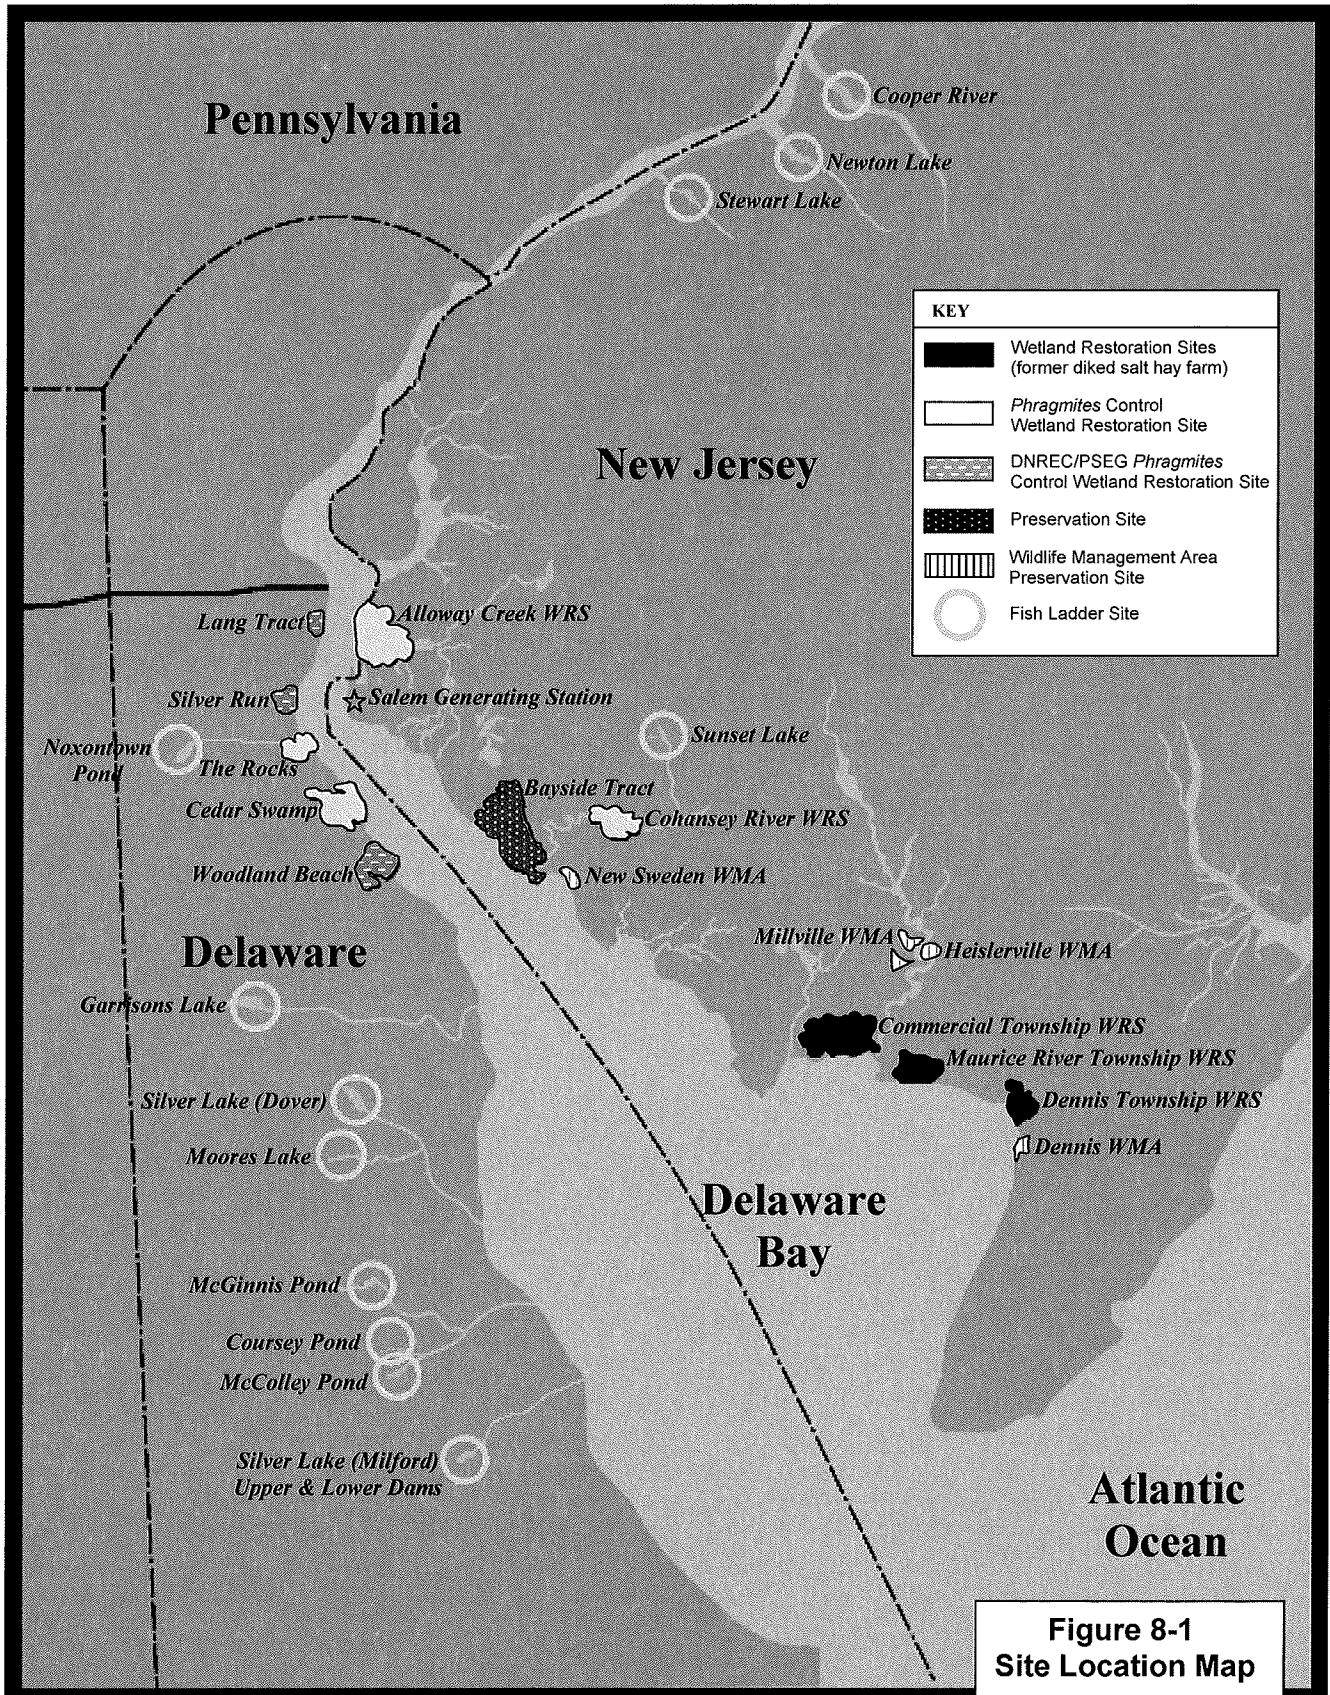 Pennsylvania
Cooper River
Newton Lake
Stewart Lake
KEY
Wetland Restoration Sites
(former diked salt hay farm)
Phragmites Control
Wetland Restoration Site
DNREC/PSEG Phragmites
Control Wetland Restoration Site
Preservation Site
Wildlife Management Area
Preservation Site
Fish Ladder Site
New Jersey
Lang Tract
Alloway Creek WRS
Silver Run
Salem Generating Station
Noxontown
Pond
The Rocks
Sunset Lake
Cedar Swamp
Bayside Tract
Cohansey River WRS
Woodland Beach
New Sweden WMA
Delaware
Millville WMA
Heislerville WMA
Garrisons Lake
Commercial Township WRS
Maurice River Township WRS
Silver Lake (Dover)
Dennis Township WRS
Moores Lake
Dennis WMA
Delaware
Bay
McGinnis Pond
Coursey Pond
McColley Pond
Silver Lake (Milford)
Upper & Lower Dams
Atlantic
Ocean
Figure 8-1
Site Location Map